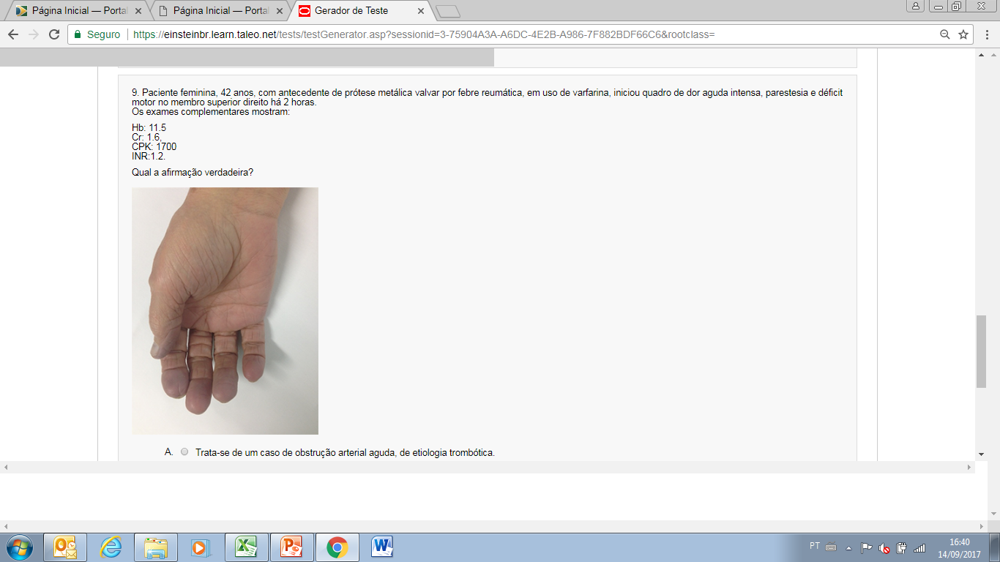 Página Inicial — Portal
Página Inicial — Portal
Gerador de Teste
Seguro
https://einsteinbr.learn.taleo.net/tests/testGenerator.asp?sessionid=3-75904A3A-A6DC-4E2B-A986-7F882BDF66C6&rootclass=
9. Paciente feminina, 42 anos, com antecedente de prótese metálica valvar por febre reumática, em uso de varfarina, iniciou quadro de dor aguda intensa, parestesia e déficit
motor no membro superior direito há 2 horas.
Os exames complementares mostram:
Hb: 11.5
Cr: 1.6,
CPK: 1700
INR:1.2.
Qual a afirmação verdadeira?
A. Trata-se de um caso de obstrução arterial aguda, de etiologia trombótica.
PT
16:40
14/09/2017